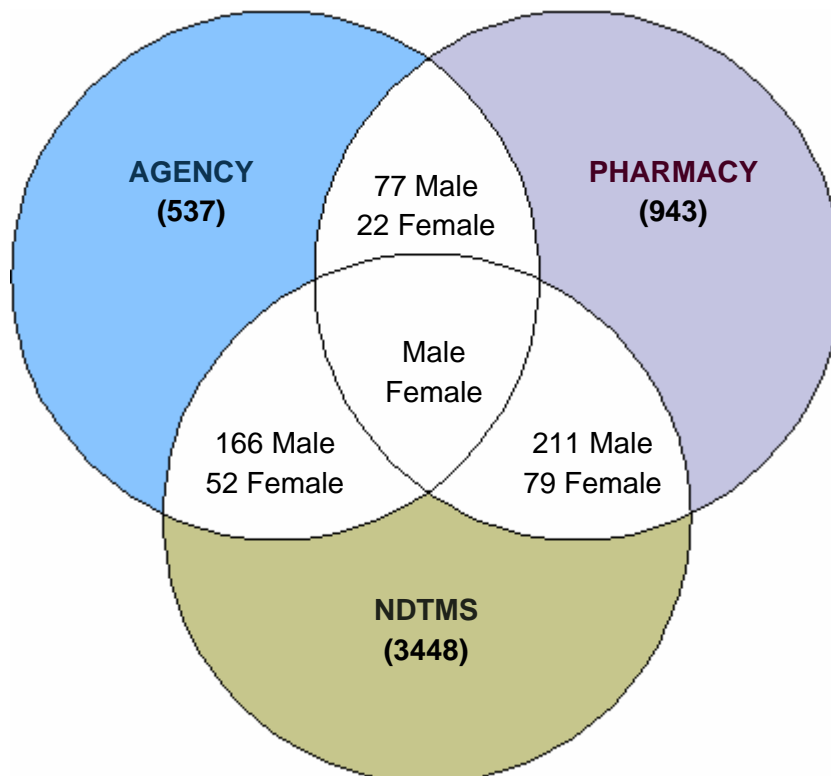 AGENCY
(537)
77 Male
22 Female
PHARMACY
(943)
Male
Female
166 Male
52 Female
211 Male
79 Female
NDTMS
(3448)